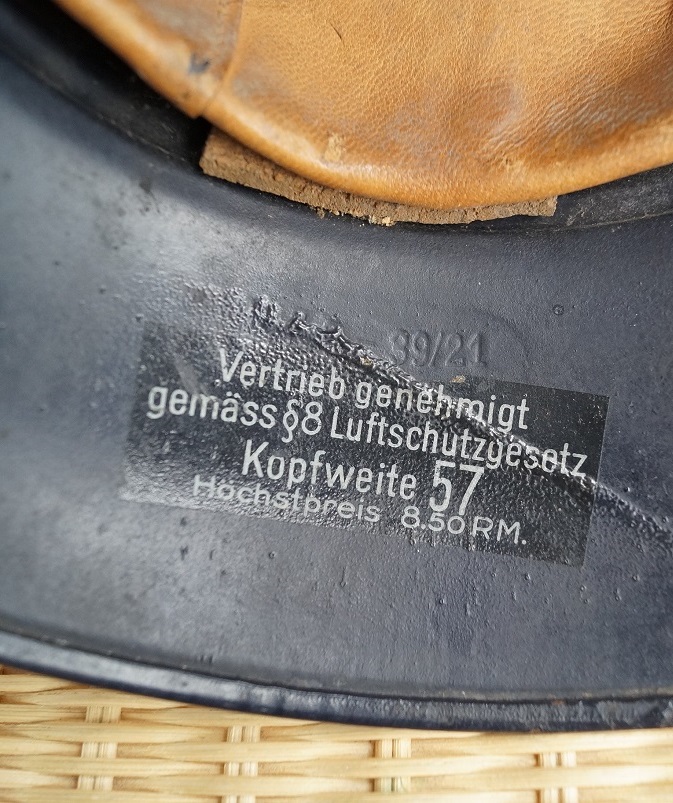 39/21
Vertrieb genehmigt
gemäss §8 Luftschutzgesetz
Kopfweite 57
Höchstpreis 8.50 RM.